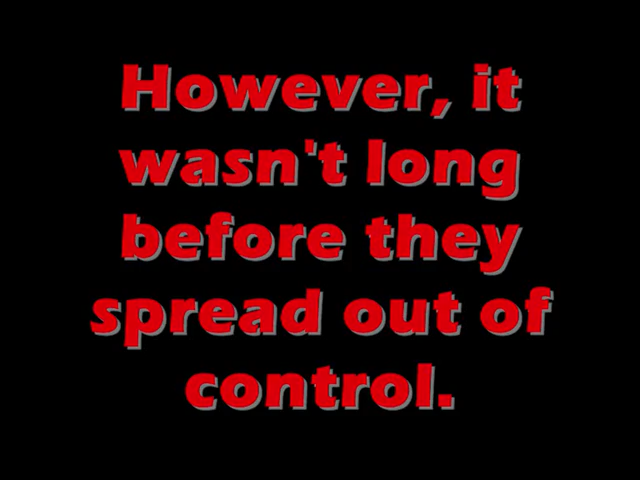 However, it
wasn't long
before they
spread out of
control.